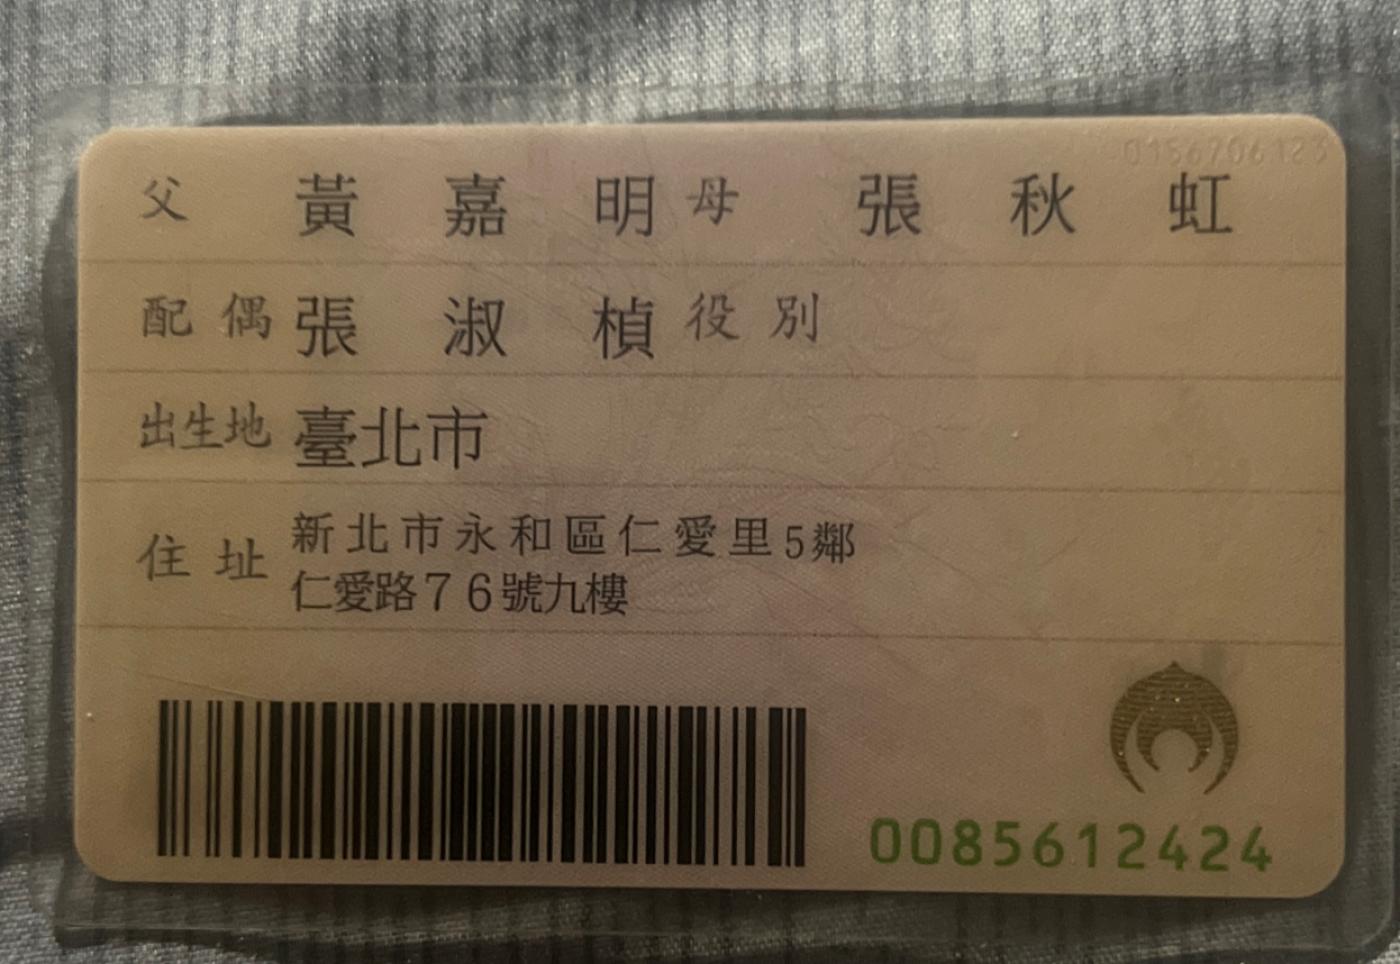 0156706123
父 黃嘉明 母 張秋虹
配偶 張淑楨 役別
出生地 臺北市
住址 新北市永和區仁愛里5鄰
仁愛路76號九樓
0085612424